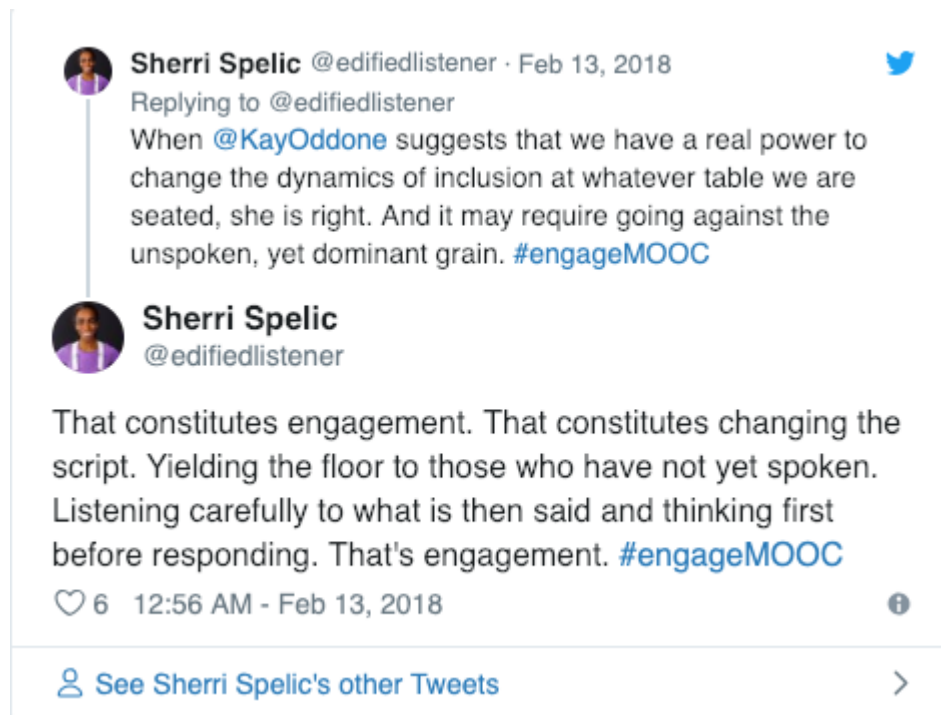 Sherri Spelic @edifiedlistener · Feb 13, 2018
Replying to @edifiedlistener
When @KayOddone suggests that we have a real power to
change the dynamics of inclusion at whatever table we are
seated, she is right. And it may require going against the
unspoken, yet dominant grain. #engageMOOC
Sherri Spelic
@edifiedlistener
That constitutes engagement. That constitutes changing the
script. Yielding the floor to those who have not yet spoken.
Listening carefully to what is then said and thinking first
before responding. That's engagement. #engageMOOC
6 12:56 AM - Feb 13, 2018
See Sherri Spelic's other Tweets